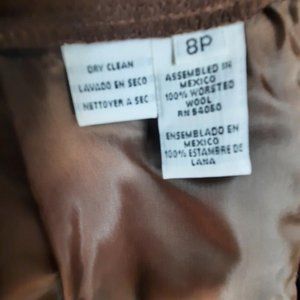 DRY CLEAN
LAVADO EN SECO
NETTOYER A SEC
8P
ASSEMBLED IN
MEXICO
100% WORSTED
WOOL
RN 54050
ENSEMBLADO EN
MEXICO
100% ESTAMBRE DE
LANA